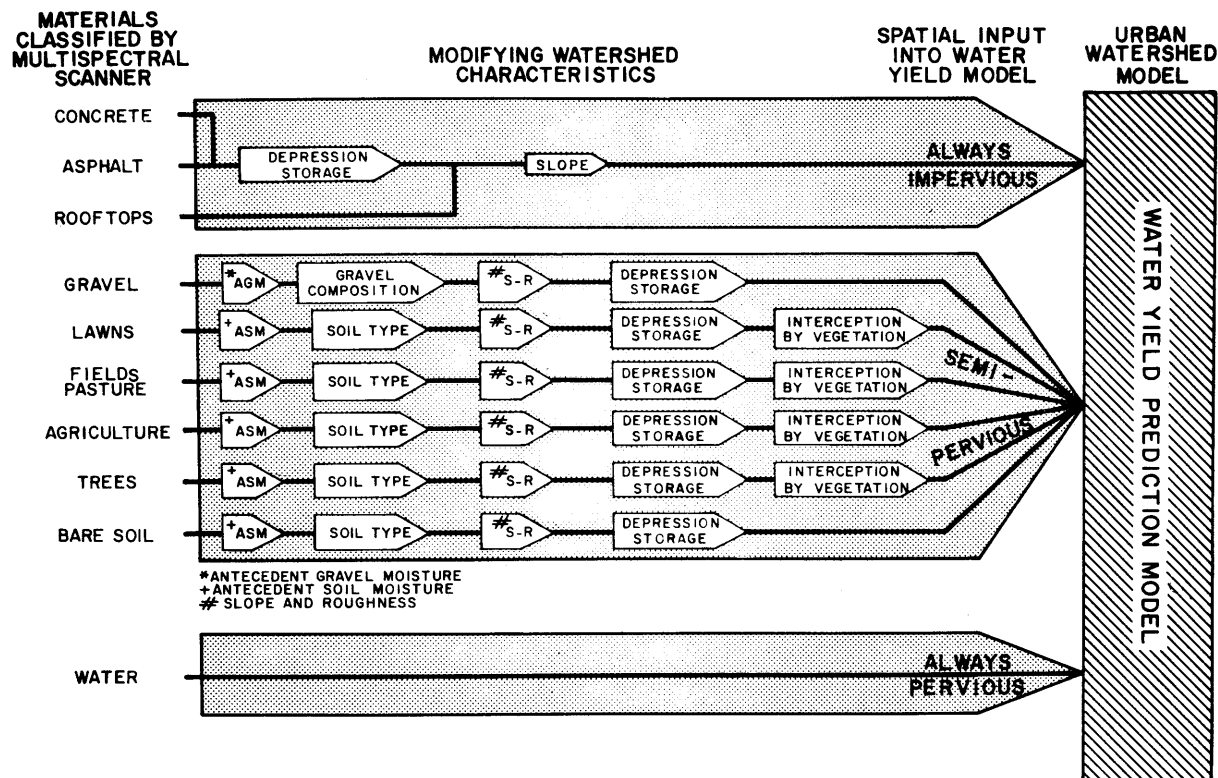 MATERIALS
CLASSIFIED BY
MULTISPECTRAL
SCANNER
MODIFYING WATERSHED
CHARACTERISTICS
SPATIAL INPUT
INTO WATER
YIELD MODEL
URBAN
WATERSHED
MODEL
CONCRETE
ASPHALT
DEPRESSION
STORAGE
SLOPE
ALWAYS
IMPERVIOUS
ROOFTOPS
GRAVEL
*AGM
GRAVEL
COMPOSITION
#S-R
DEPRESSION
STORAGE
LAWNS
+ASM
SOIL TYPE
#S-R
DEPRESSION
STORAGE
INTERCEPTION
BY VEGETATION
FIELDS
PASTURE
+ASM
SOIL TYPE
#S-R
DEPRESSION
STORAGE
INTERCEPTION
BY VEGETATION
SEMI-
AGRICULTURE
+ASM
SOIL TYPE
#S-R
DEPRESSION
STORAGE
INTERCEPTION
BY VEGETATION
PERVIOUS
TREES
+ASM
SOIL TYPE
#S-R
DEPRESSION
STORAGE
INTERCEPTION
BY VEGETATION
BARE SOIL
+ASM
SOIL TYPE
#S-R
DEPRESSION
STORAGE
*ANTECEDENT GRAVEL MOISTURE
+ANTECEDENT SOIL MOISTURE
# SLOPE AND ROUGHNESS
WATER
ALWAYS
PERVIOUS
WATER YIELD PREDICTION MODEL